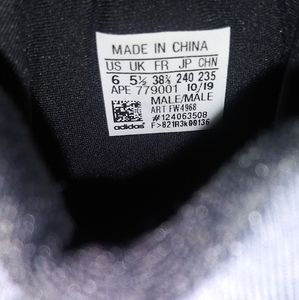 MADE IN CHINA
US UK FR JP CHN
6 5½ 38⅔ 240 235
APE 779001 10/19
MALE/MALE
ART FW4968
#124063508
adidas F>821R3k00136